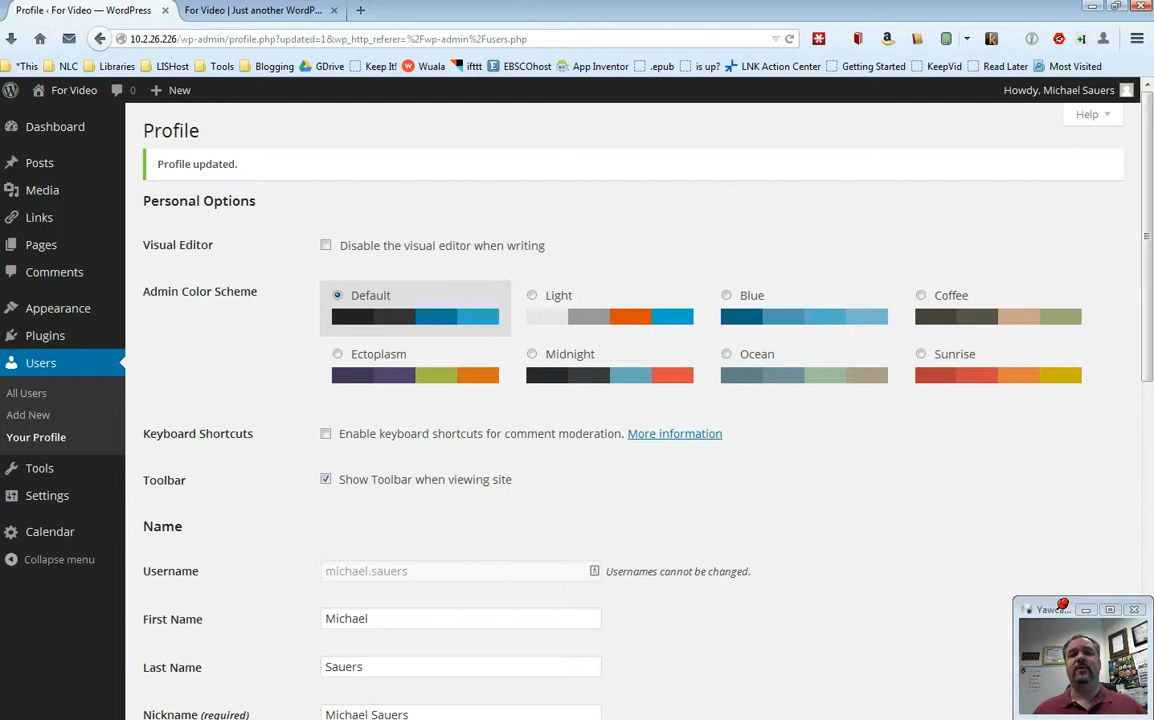 Profile ‹ For Video — WordPress
For Video | Just another WordP...
10.2.26.226/wp-admin/profile.php?updated=1&wp_http_referer=%2Fwp-admin%2Fusers.php
*This
NLC
Libraries
LISHost
Tools
Blogging
GDrive
Keep It!
Wuala
ifttt
EBSCOhost
App Inventor
.epub
is up?
LNK Action Center
Getting Started
KeepVid
Read Later
Most Visited
For Video
0
New
Howdy, Michael Sauers
Dashboard
Posts
Media
Links
Pages
Comments
Appearance
Plugins
Users
All Users
Add New
Your Profile
Tools
Settings
Calendar
Collapse menu
Help
Profile
Profile updated.
Personal Options
Visual Editor
Disable the visual editor when writing
Admin Color Scheme
Default
Light
Blue
Coffee
Ectoplasm
Midnight
Ocean
Sunrise
Keyboard Shortcuts
Enable keyboard shortcuts for comment moderation. More information
Toolbar
Show Toolbar when viewing site
Name
Username
michael.sauers
Usernames cannot be changed.
First Name
Michael
Last Name
Sauers
Nickname (required)
Michael Sauers